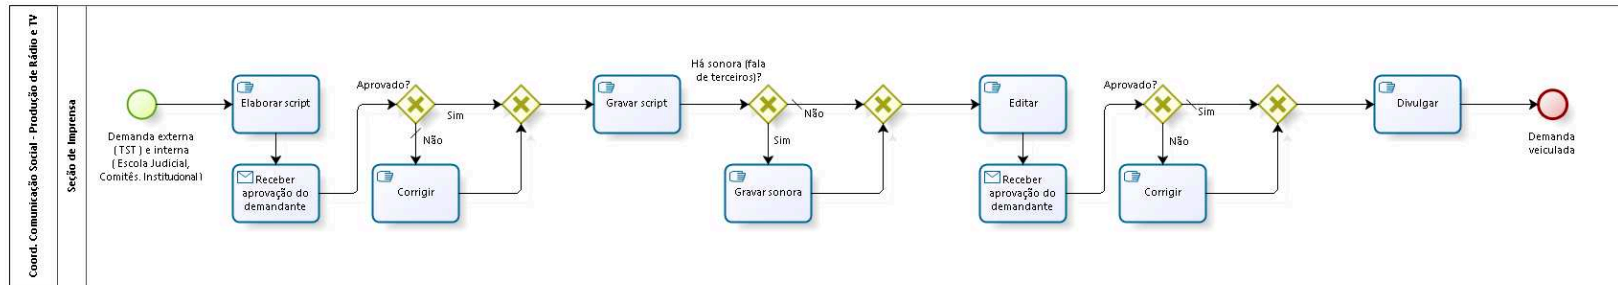 Coord. Comunicação Social - Produção de Rádio e TV
Seção de Imprensa
Demanda externa
( TST ) e interna
( Escola Judicial,
Comitês, Institucional)
Elaborar script
Receber
aprovação do
demandante
Aprovado?
Sim
Não
Corrigir
Gravar script
Há sonora (fala
de terceiros)?
Não
Sim
Gravar sonora
Editar
Receber
aprovação do
demandante
Aprovado?
Sim
Não
Corrigir
Divulgar
Demanda
veiculada